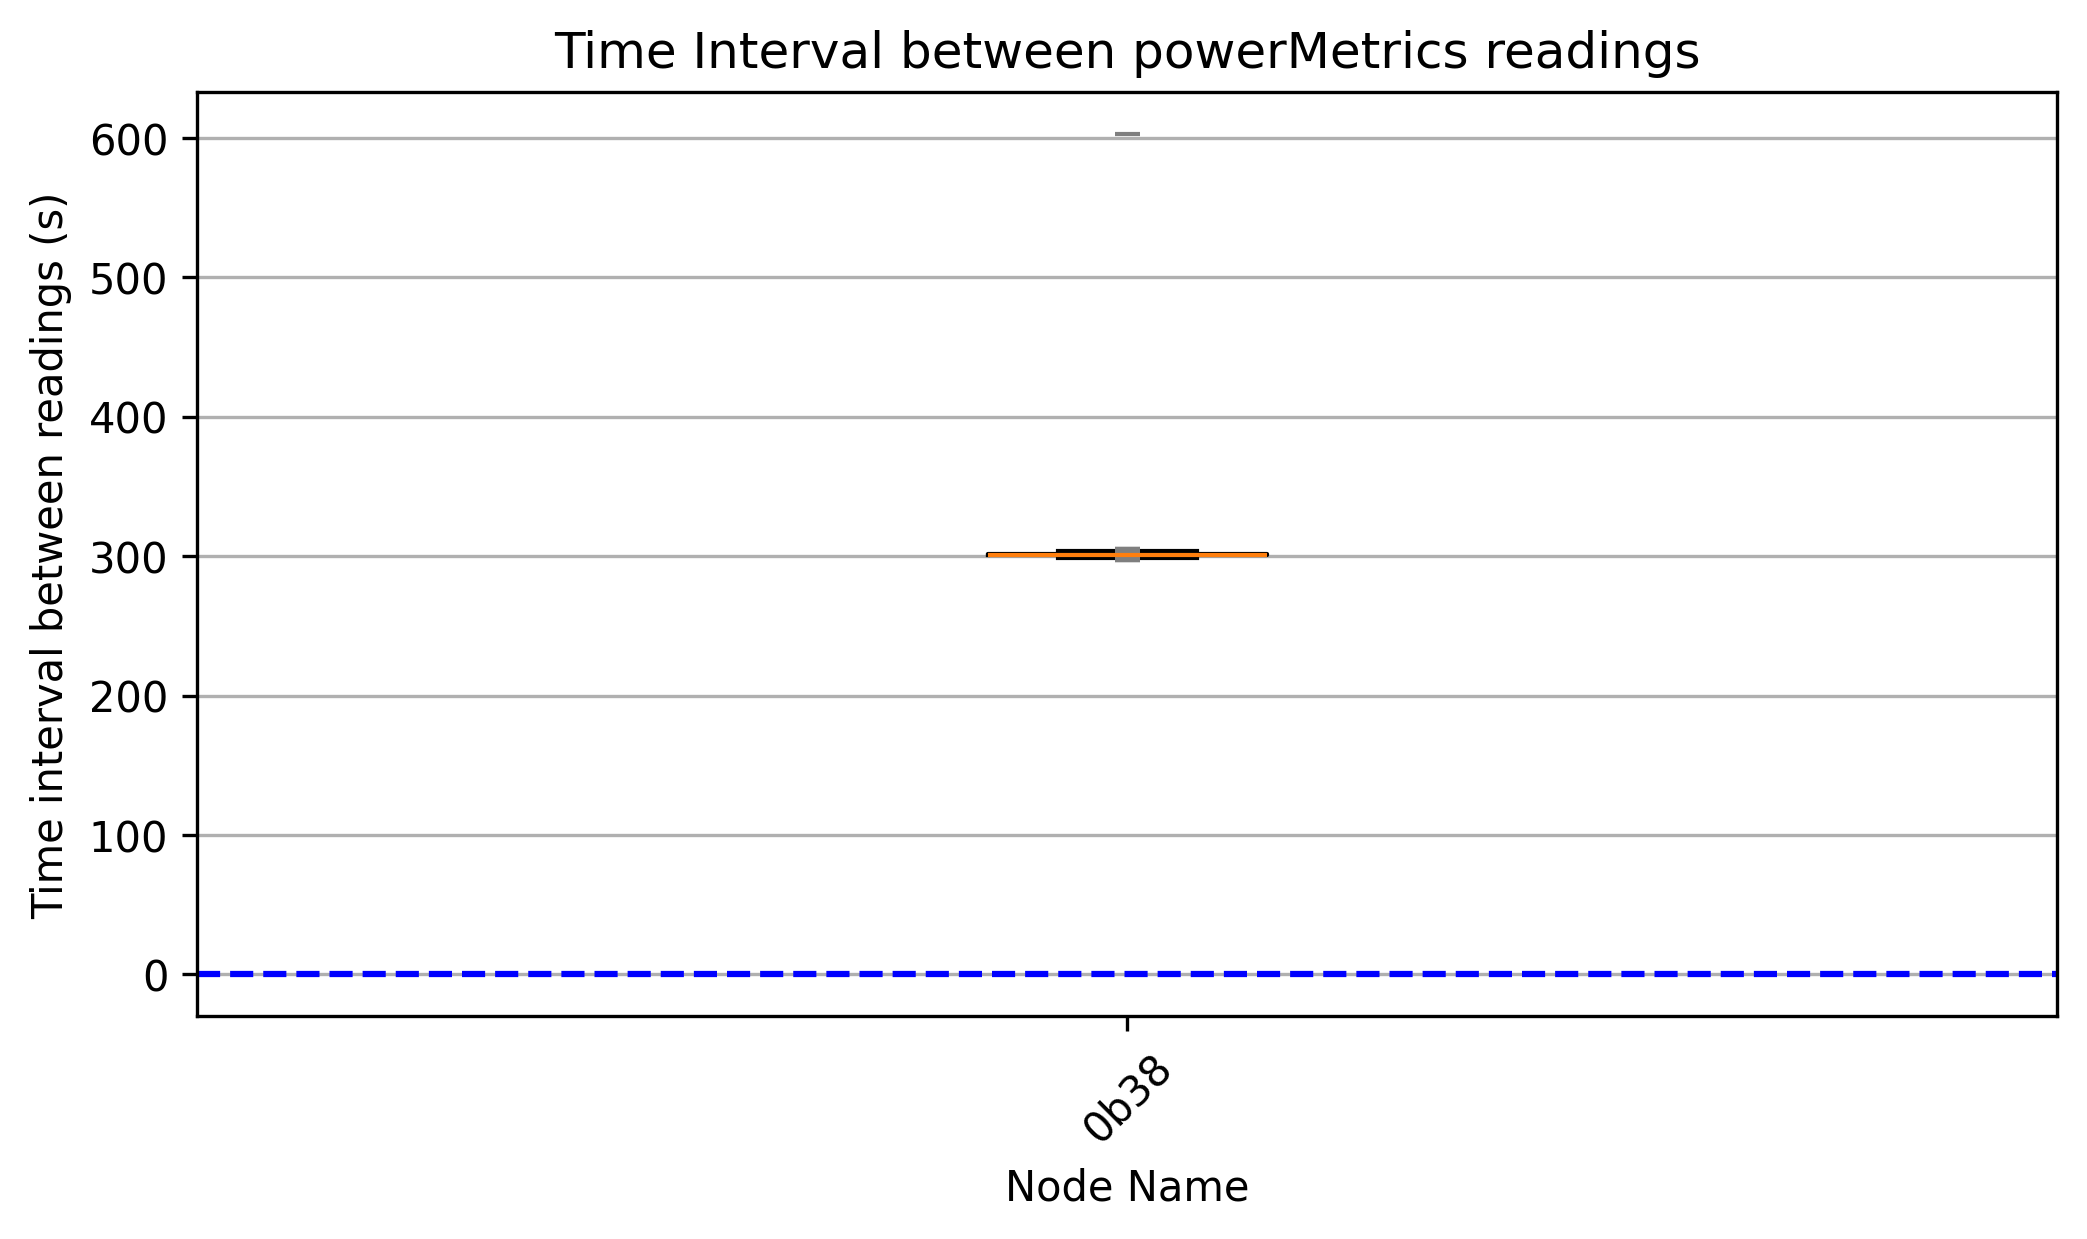 Time Interval between powerMetrics readings
Time interval between readings (s)
600
500
400
300
200
100
0
0b38
Node Name